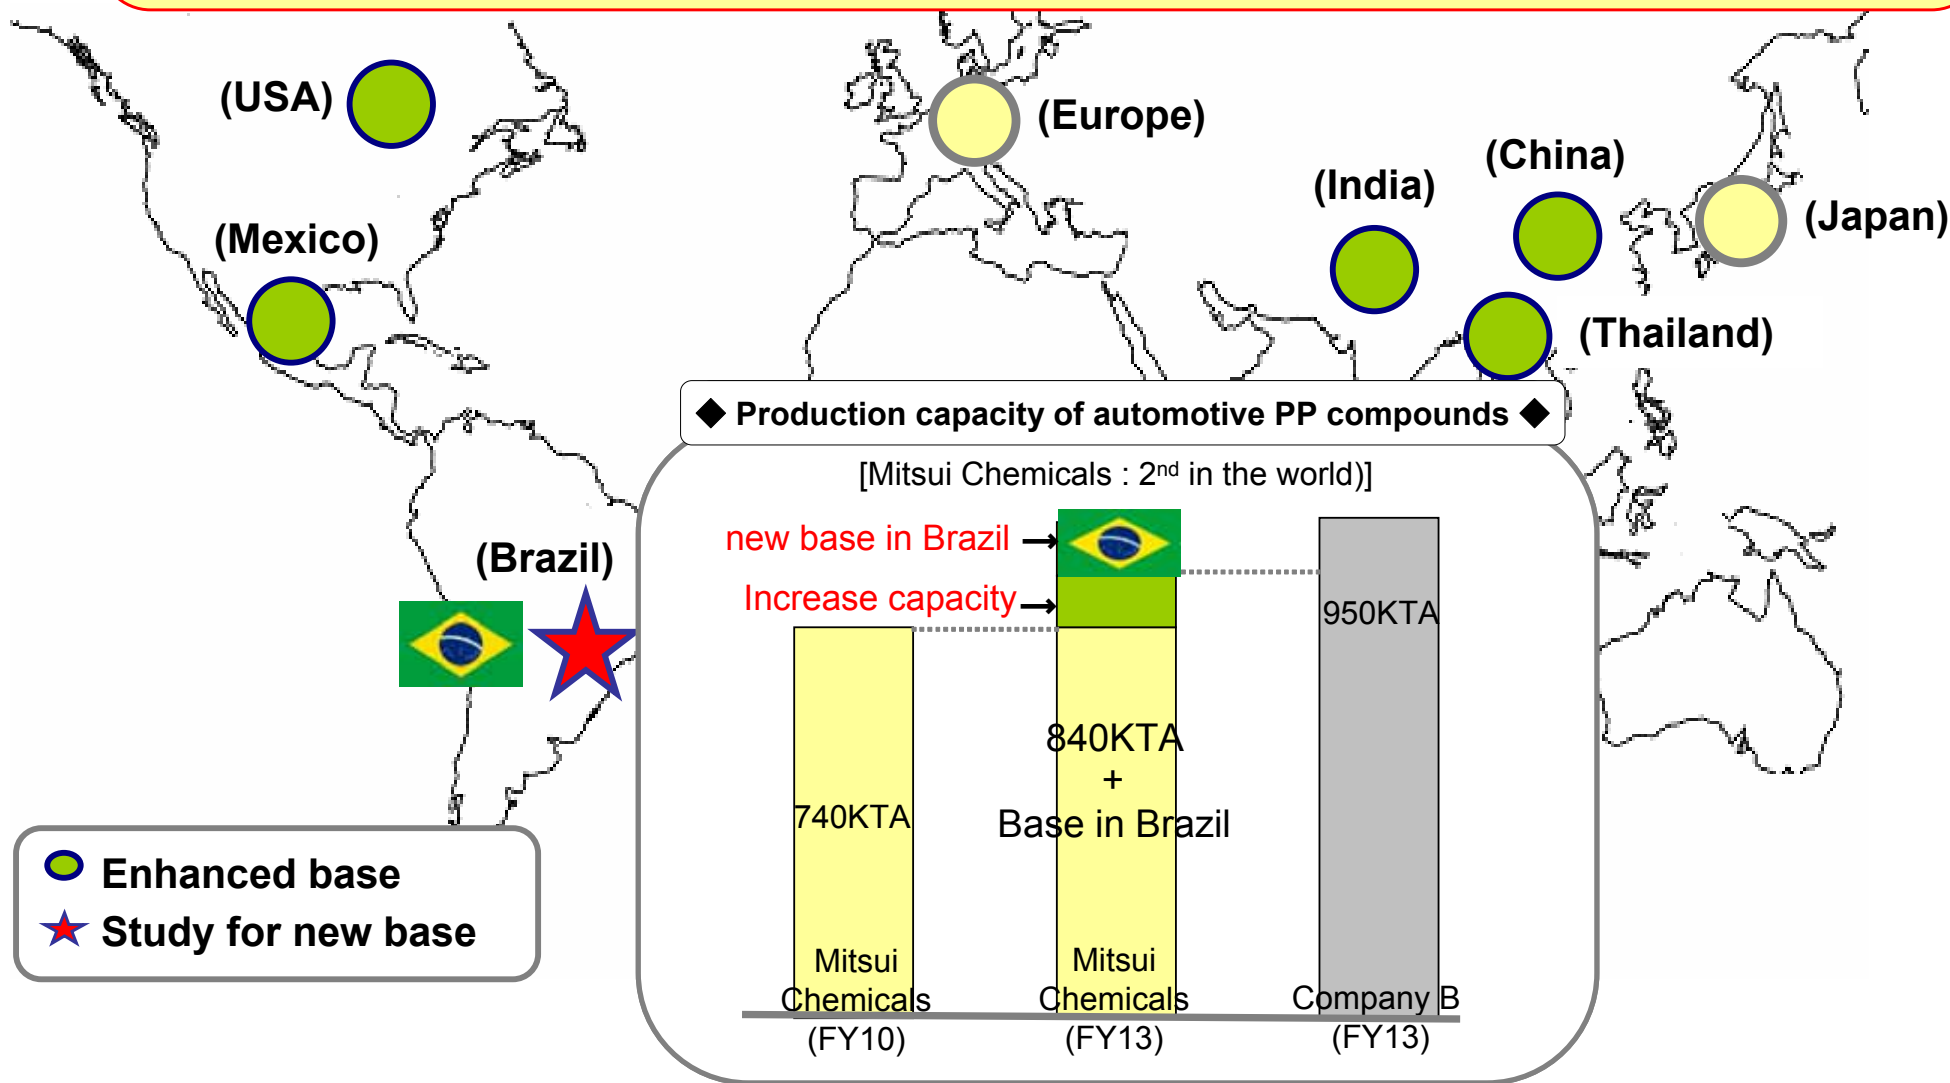 (USA)
(Europe)
(China)
(India)
(Japan)
(Mexico)
(Thailand)
◆ Production capacity of automotive PP compounds ◆
[Mitsui Chemicals : 2nd in the world)]
new base in Brazil
(Brazil)
Increase capacity
950KTA
840KTA
+
Base in Brazil
740KTA
Enhanced base
Study for new base
Mitsui
Chemicals
(FY10)
Mitsui
Chemicals
(FY13)
Company B
(FY13)